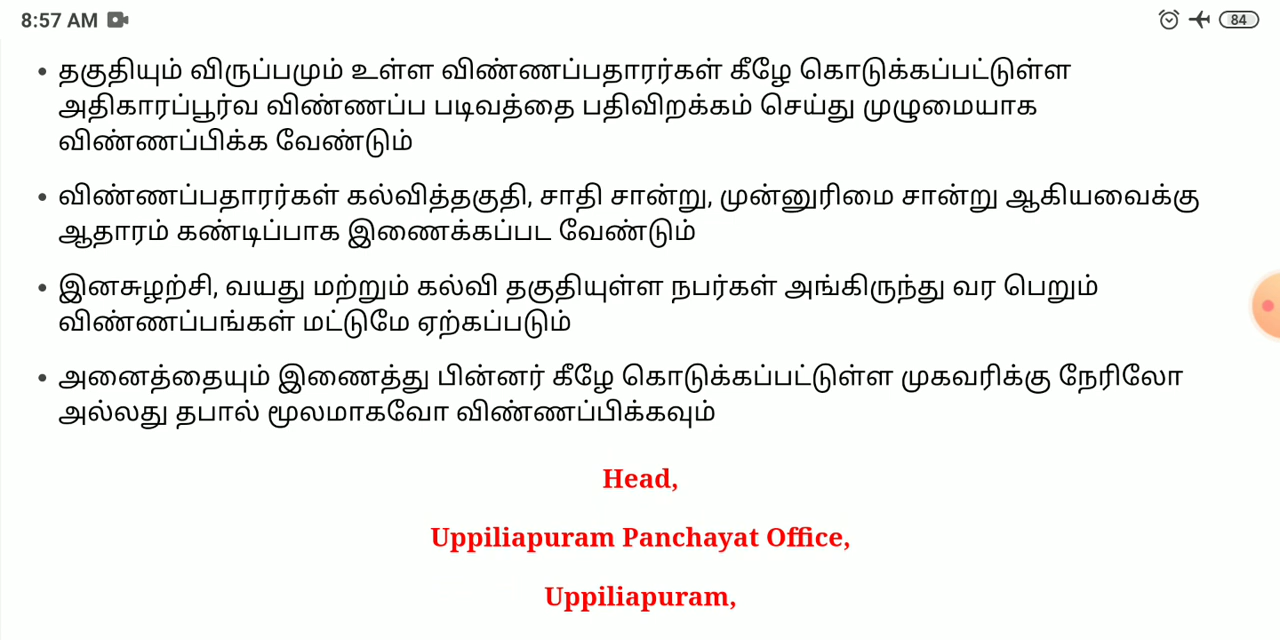 8:57 AM
84
• தகுதியும் விருப்பமும் உள்ள விண்ணப்பதாரர்கள் கீழே கொடுக்கப்பட்டுள்ள
அதிகாரப்பூர்வ விண்ணப்ப படிவத்தை பதிவிறக்கம் செய்து முழுமையாக
விண்ணப்பிக்க வேண்டும்
• விண்ணப்பதாரர்கள் கல்வித்தகுதி, சாதி சான்று, முன்னுரிமை சான்று ஆகியவைக்கு
ஆதாரம் கண்டிப்பாக இணைக்கப்பட வேண்டும்
• இனசுழற்சி, வயது மற்றும் கல்வி தகுதியுள்ள நபர்கள் அங்கிருந்து வர பெறும்
விண்ணப்பங்கள் மட்டுமே ஏற்கப்படும்
• அனைத்தையும் இணைத்து பின்னர் கீழே கொடுக்கப்பட்டுள்ள முகவரிக்கு நேரிலோ
அல்லது தபால் மூலமாகவோ விண்ணப்பிக்கவும்
Head,
Uppiliapuram Panchayat Office,
Uppiliapuram,